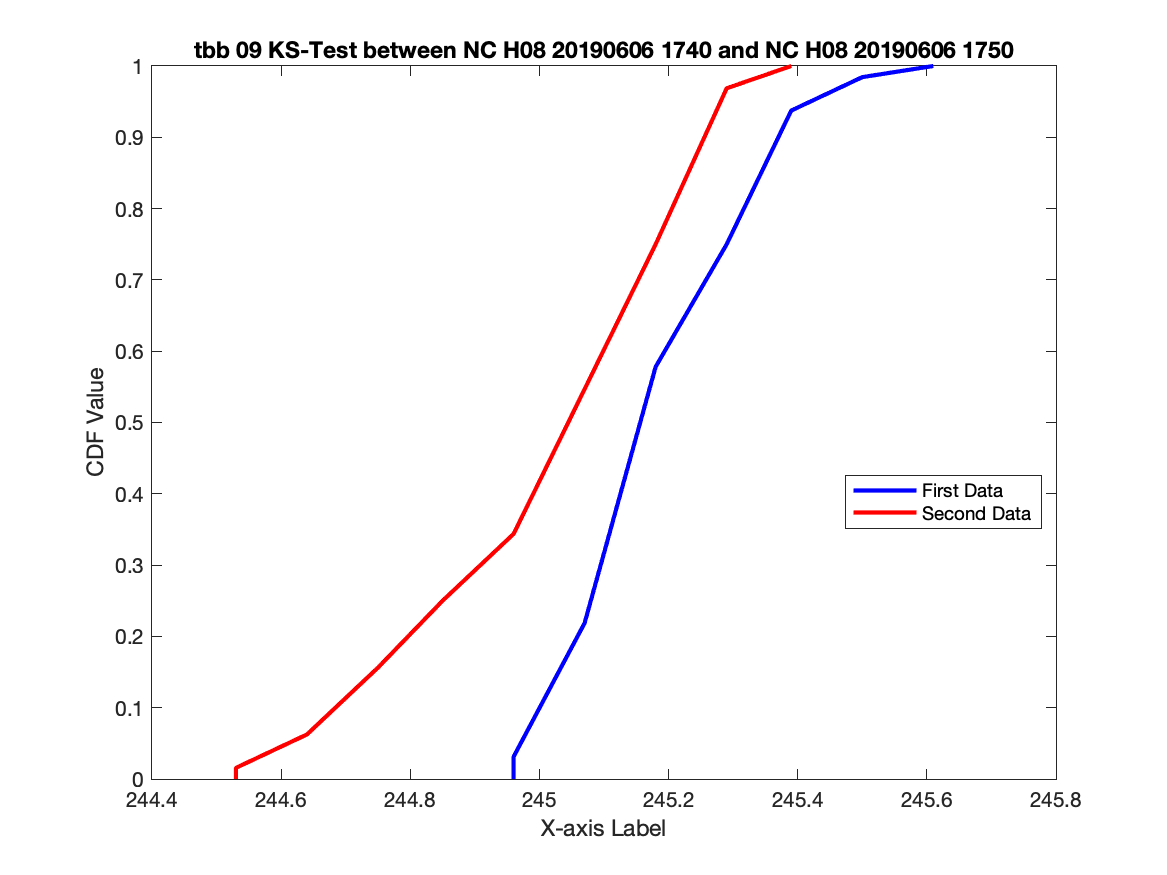 tbb 09 KS-Test between NC H08 20190606 1740 and NC H08 20190606 1750
1
0.9
0.8
0.7
0.6
0.5
0.4
0.3
0.2
0.1
0
CDF Value
First Data
Second Data
244.4 244.6 244.8 245 245.2 245.4 245.6 245.8
X-axis Label